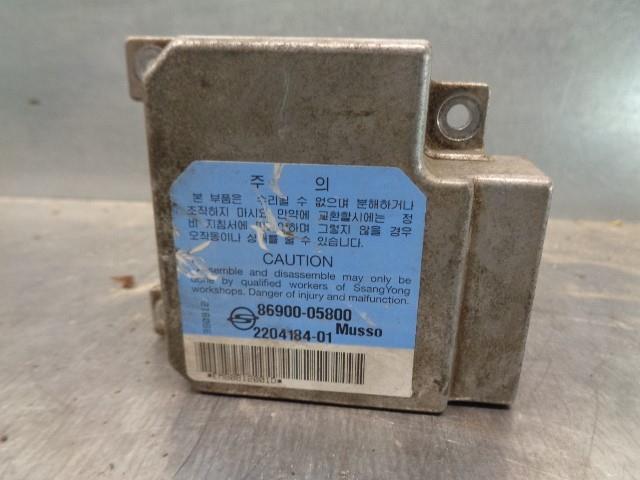 주 의
본 부품은 수리될 수 없으며 분해하거나
조작하지 마시오 만약에 교환할시에는 정
비 지침서에 하며 그렇지 않을 경우
오작동이나 상해를 줄 수 있습니다.
CAUTION
and disassemble may only be
done by qualified workers of SsangYong
workshops. Danger of injury and malfunction.
86900-05800
Musso
2204184-01